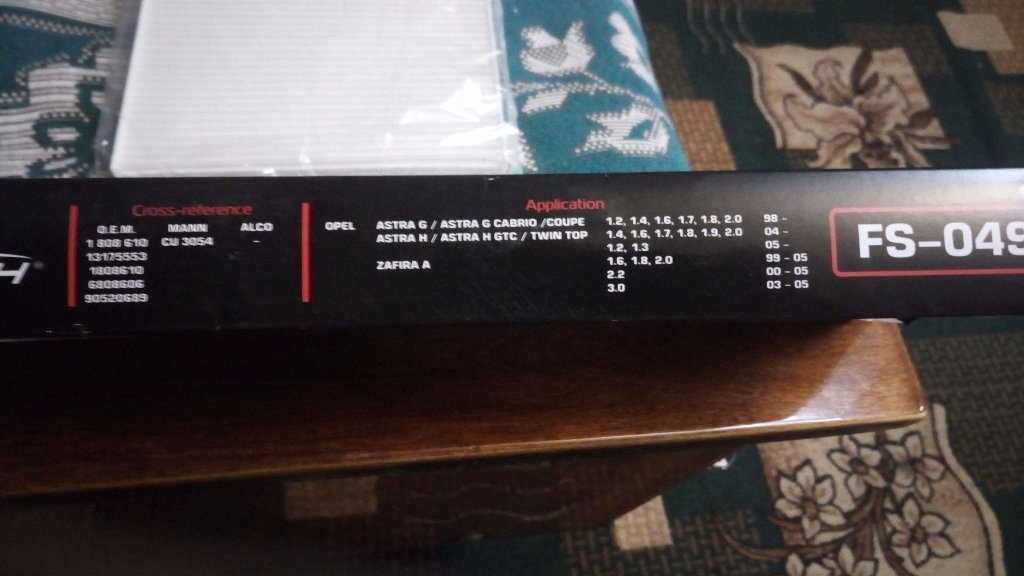 Cross-reference
O.E.M. MANN ALCO
1 808 610 CU 3054 -
13175553
1808610
6808606
90520689
Application
OPEL ASTRA G / ASTRA G CABRIO /COUPE 1.2, 1.4, 1.6, 1.7, 1.8, 2.0 98 -
ASTRA H / ASTRA H GTC / TWIN TOP 1.4, 1.6, 1.7, 1.8, 1.9, 2.0 04 -
1.2, 1.3 05 -
ZAFIRA A 1.6, 1.8, 2.0 99 - 05
2.2 00 - 05
3.0 03 - 05
FS-049